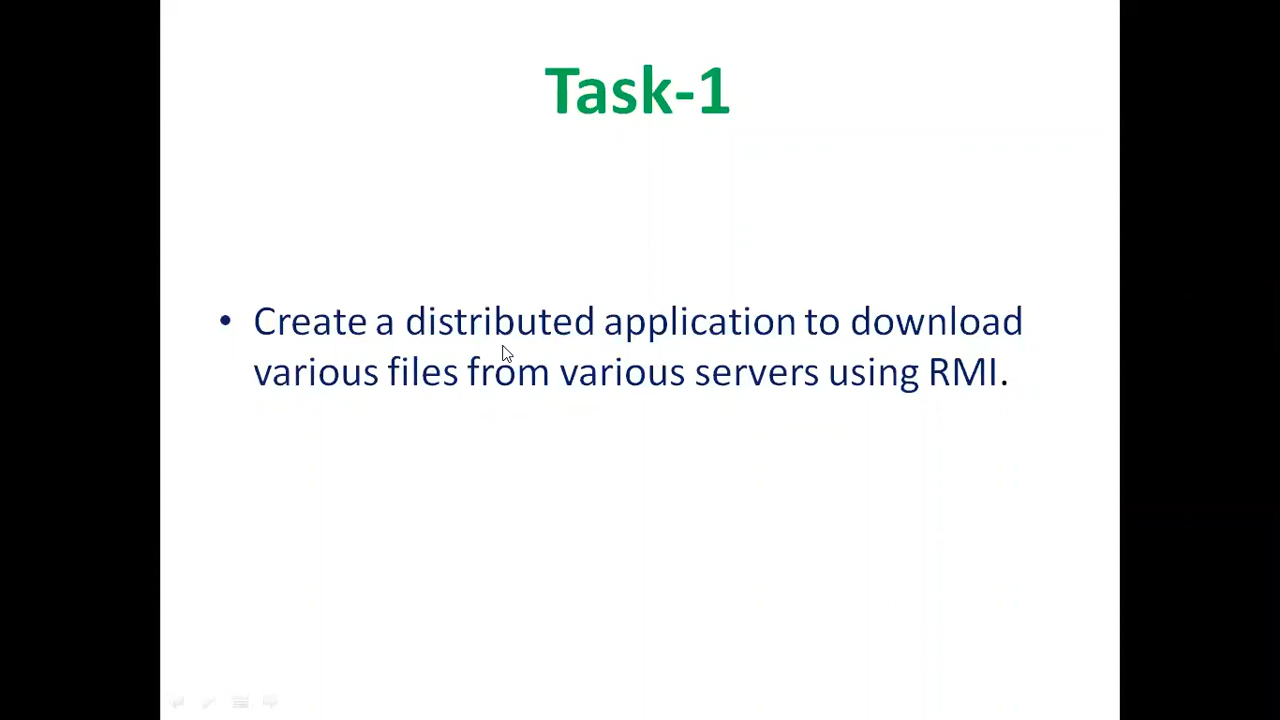 Task-1
• Create a distributed application to download
various files from various servers using RMI.